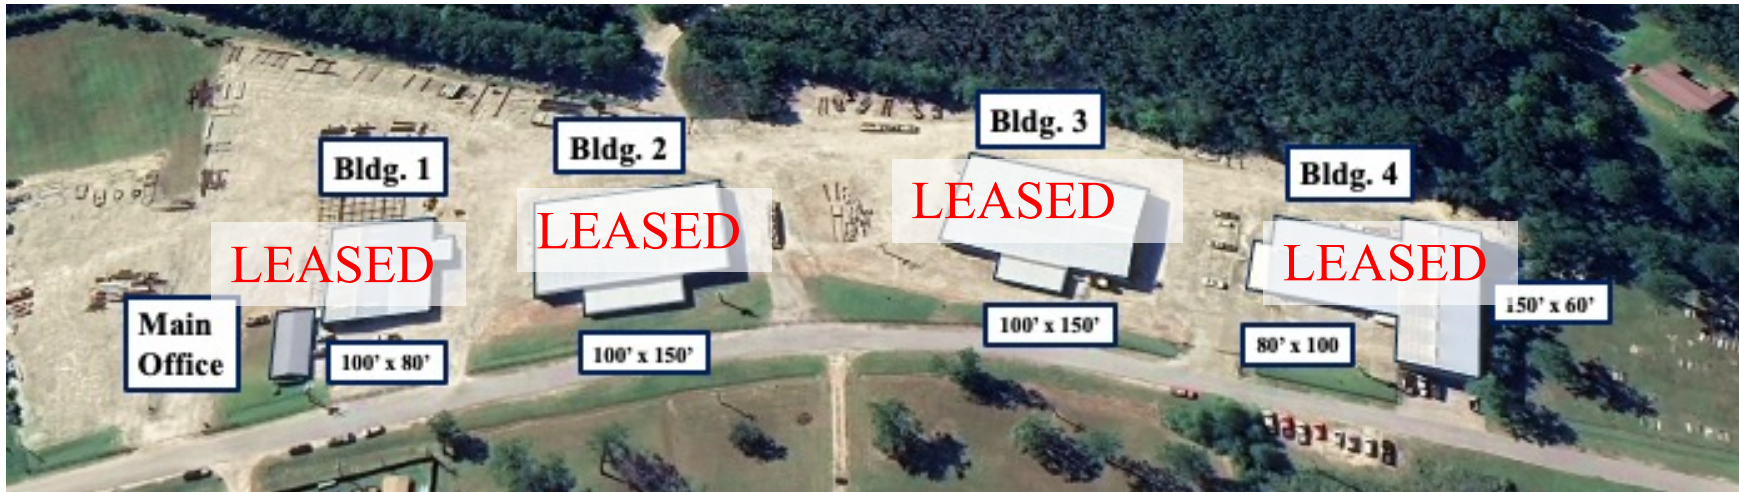 Bldg. 1
Bldg. 2
Bldg. 3
Bldg. 4
LEASED
LEASED
LEASED
LEASED
Main
Office
100' x 80'
100' x 150'
100' x 150'
80' x 100
150' x 60'